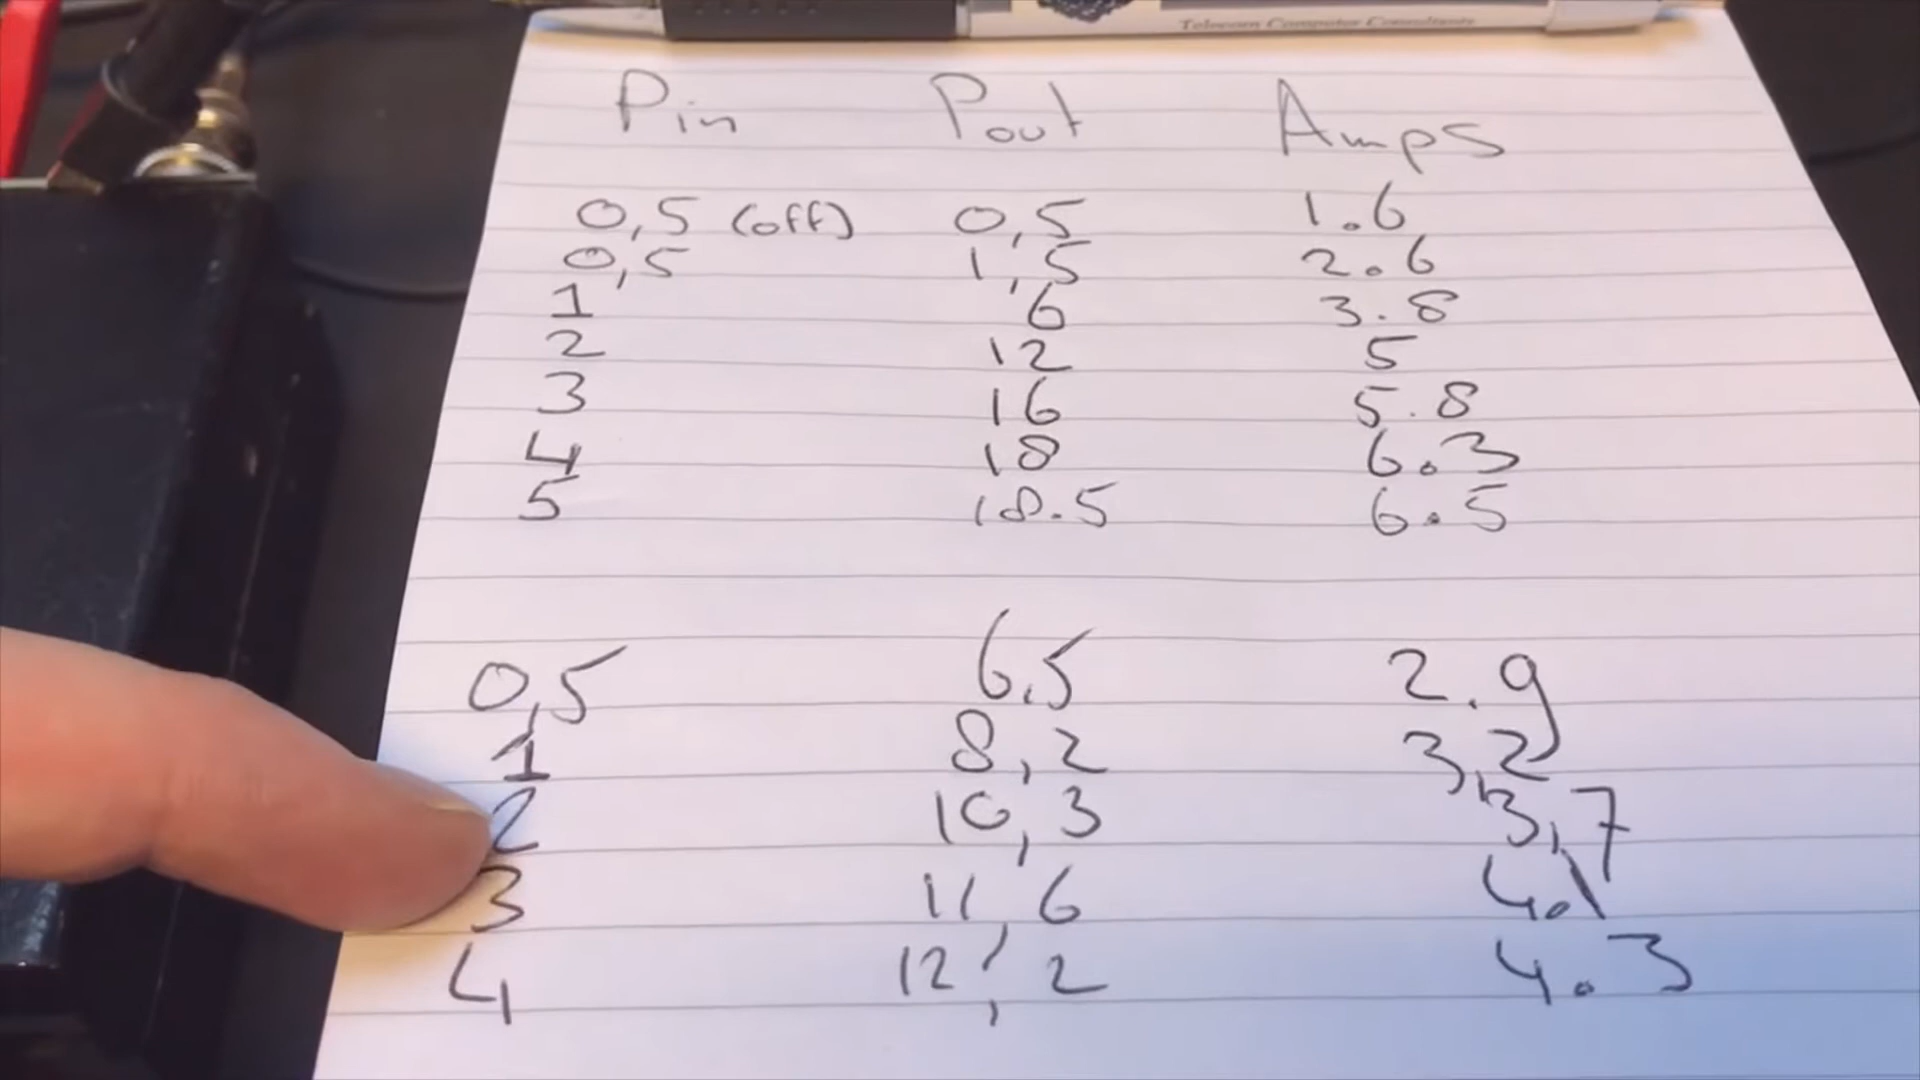 Telecom Computer Consultants
Pin Pout Amps
0,5 (off) 0,5 1.6
0,5 1,5 2.6
1 6 3.8
2 12 5
3 16 5.8
4 18 6.3
5 18.5 6.5
0,5 6,5 2.9
1 8,2 3,2
2 10,3 3,7
3 11,6 4.1
4 12,2 4.3